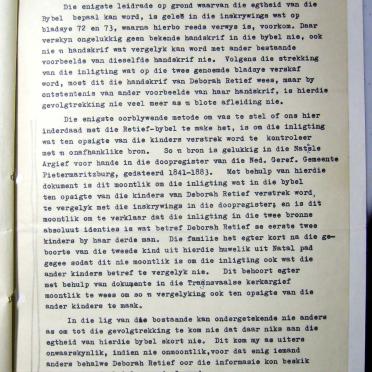 Die enigste leidrade op grond waarvan die egtheid van die
Bybel bepaal kan word, is geleë in die inskrywings wat op
bladsye 72 en 73, waarna hierbo reeds verwys is, voorkom. Daar
verskyn ongelukkig geen bekende handskrif in die bybel nie, ook
nie 'n handskrif wat vergelyk kan word met ander bestaande
voorbeelde van dieselfde handskrif nie. Volgens die strekking
van die inligting wat op die twee genoemde bladsye verskaf
word, moet dit die handskrif van Deborah Retief wees, maar by
ontstentenis van ander voorbeelde van haar handskrif, is hierdie
gevolgtrekking nie veel meer as 'n blote afleiding nie.
Die enigste oorblywende metode om vas te stel of ons hier
inderdaad met die Retief-bybel te make het, is om die inligting
wat ten opsigte van die kinders verstrek word te kontroleer
met 'n onafhanklike bron. So 'n bron is gelukkig in die Natalse
Argief voor hande in die doopregister van die Ned. Geref. Gemeente
Pietermaritzburg, gedateerd 1841-1883. Met behulp van hierdie
dokument is dit moontlik om die inligting wat in die bybel
ten opsigte van die kinders van Deborah Retief verstrek word,
te vergelyk met die inskrywings in die doopregister; en is dit
moontlik om te verklaar dat die inligting in die twee bronne
absoluut identies is wat betref Deborah Retief se eerste twee
kinders by haar derde man. Die familie het egter kort na die ge-
boorte van die tweede kind uit hierdie huwelik uit Natal pad
gegee sodat dit nie moontlik is om die inligting ook wat die
ander kinders betref te vergelyk nie. Dit behoort egter
met behulp van dokumente in die Transvaalse kerkargief
moontlik te wees om so 'n vergelyking ook ten opsigte van die
ander kinders te maak.
In die lig van die bostaande kan ondergetekende nie anders
as om tot die gevolgtrekking te kom nie dat daar niks aan die
egtheid van hierdie bybel skort nie. Dit kom my as uiters
onwaarskynlik, indien nie onmoontlik, voor dat enig iemand
anders behalwe Deborah Retief oor die informasie kon beskik